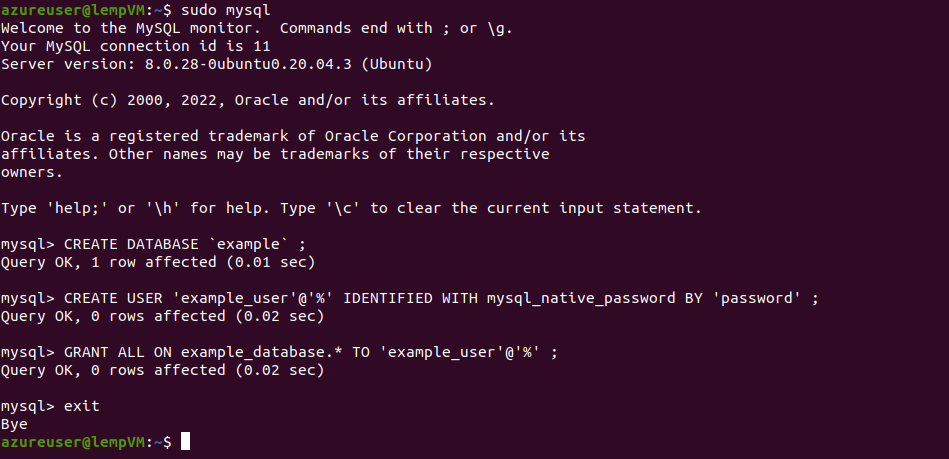 azureuser@lempVM:~$ sudo mysql
Welcome to the MySQL monitor.  Commands end with ; or \g.
Your MySQL connection id is 11
Server version: 8.0.28-0ubuntu0.20.04.3 (Ubuntu)
Copyright (c) 2000, 2022, Oracle and/or its affiliates.
Oracle is a registered trademark of Oracle Corporation and/or its
affiliates. Other names may be trademarks of their respective
owners.
Type 'help;' or '\h' for help. Type '\c' to clear the current input statement.
mysql> CREATE DATABASE `example` ;
Query OK, 1 row affected (0.01 sec)
mysql> CREATE USER 'example_user'@'%' IDENTIFIED WITH mysql_native_password BY 'password' ;
Query OK, 0 rows affected (0.02 sec)
mysql> GRANT ALL ON example_database.* TO 'example_user'@'%' ;
Query OK, 0 rows affected (0.02 sec)
mysql> exit
Bye
azureuser@lempVM:~$